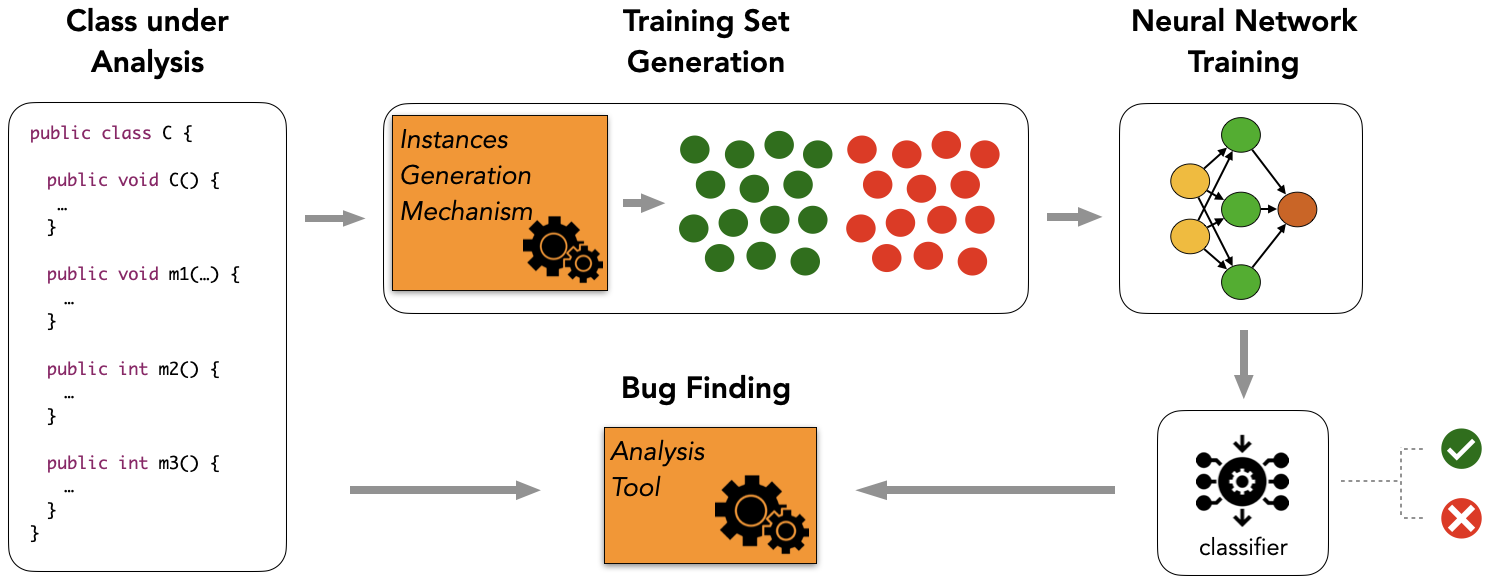 Class under
Analysis
public class C {
public void C() {
…
}
public void m1(…) {
…
}
public int m2() {
…
}
public int m3() {
…
}
}
Training Set
Generation
Instances
Generation
Mechanism
Neural Network
Training
Bug Finding
Analysis
Tool
classifier